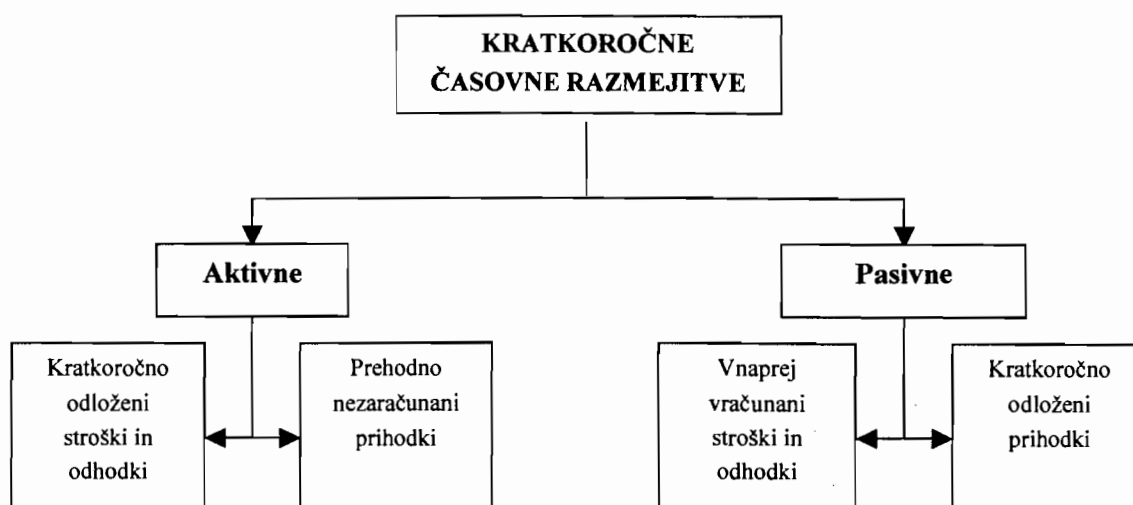 KRATKOROČNE
ČASOVNE RAZMEJITVE
Aktivne
Pasivne
Kratkoročno
odloženi
stroški in
odhodki
Prehodno
nezaračunani
prihodki
Vnaprej
vračunani
stroški in
odhodki
Kratkoročno
odloženi
prihodki